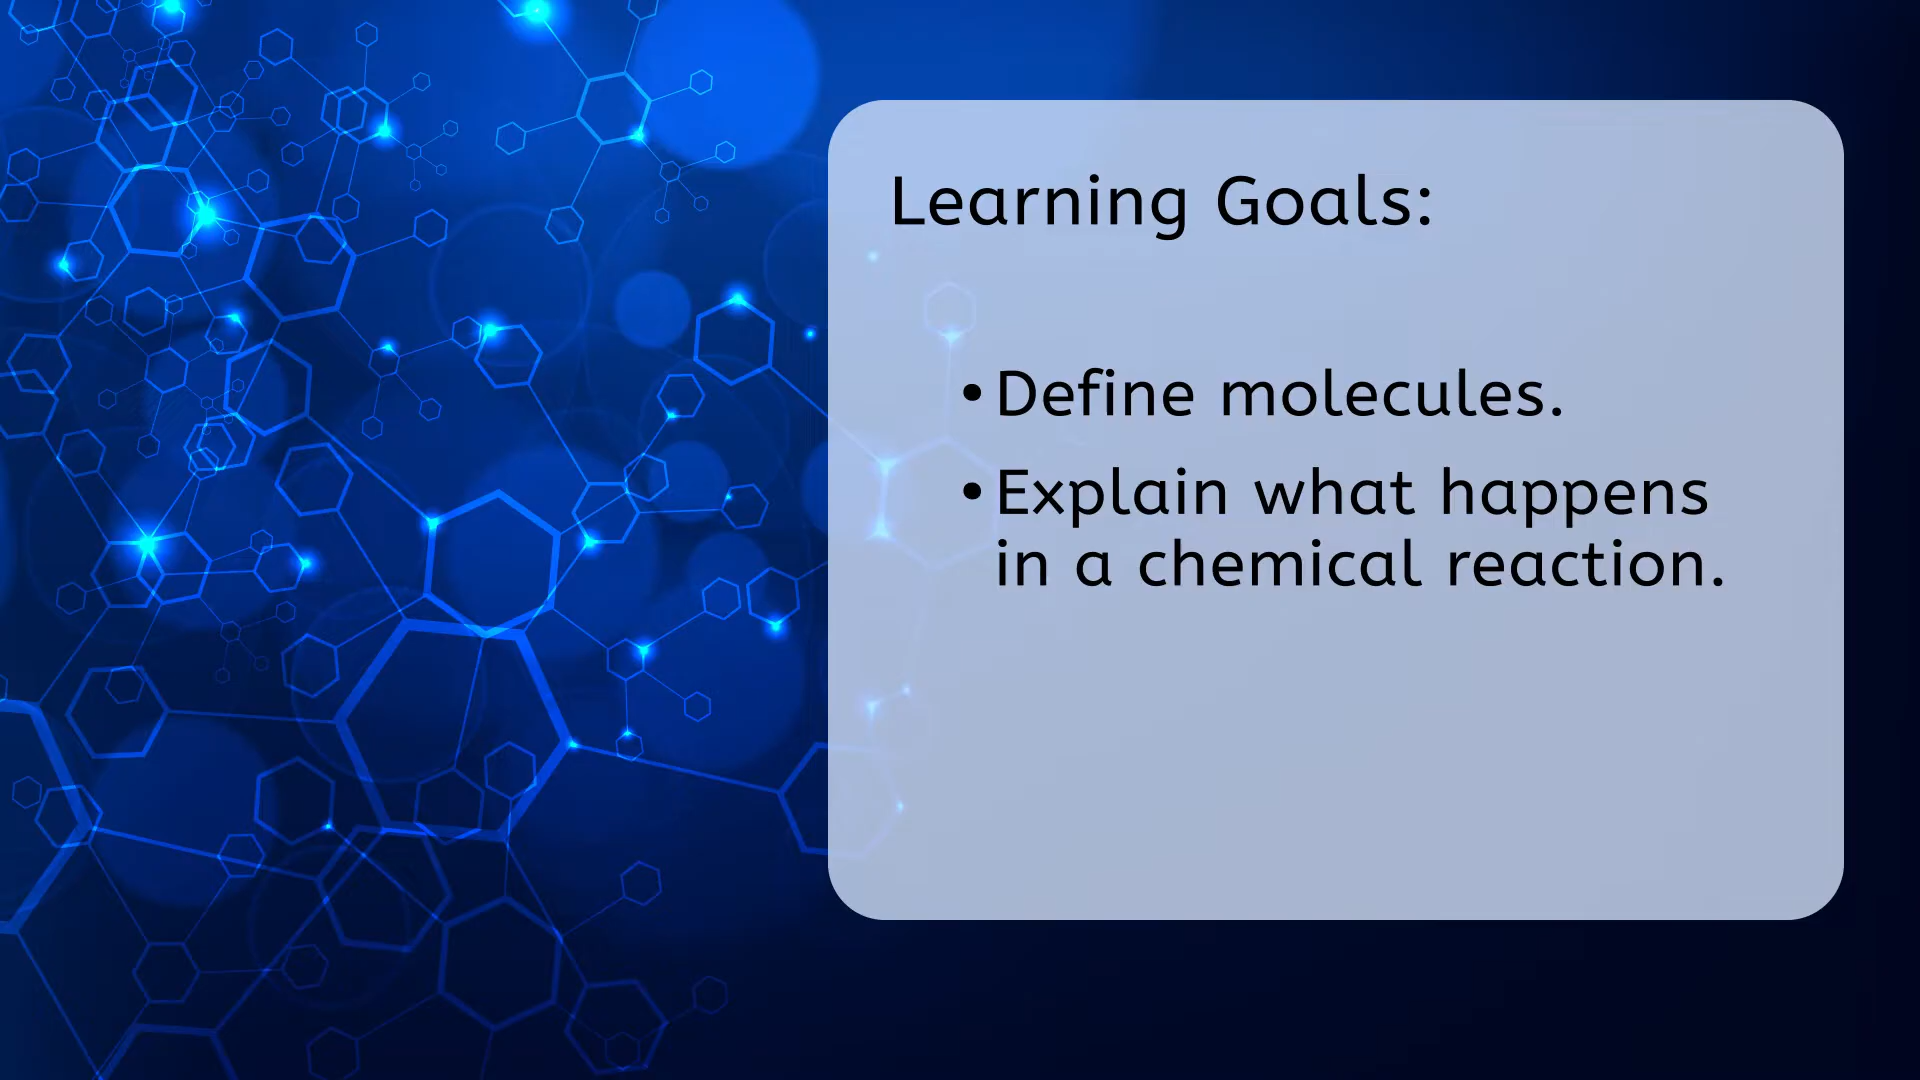 Learning Goals:
• Define molecules.
• Explain what happens
in a chemical reaction.